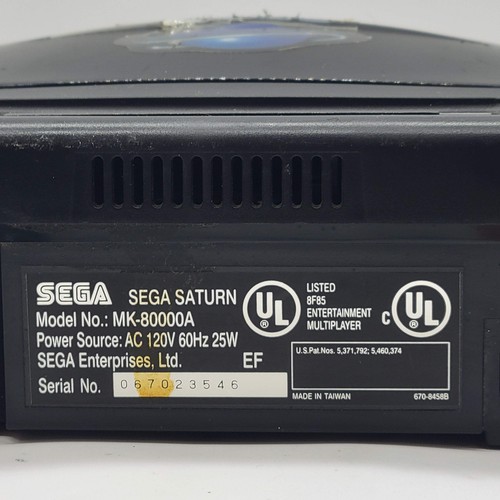 SEGA SEGA SATURN
Model No.: MK-80000A
Power Source: AC 120V 60Hz 25W
SEGA Enterprises, Ltd. EF
Serial No. 067023546
UL
LISTED
8F85
ENTERTAINMENT
MULTIPLAYER
C UL
U.S.Pat.Nos. 5,371,792; 5,460,374
MADE IN TAIWAN 670-8458B